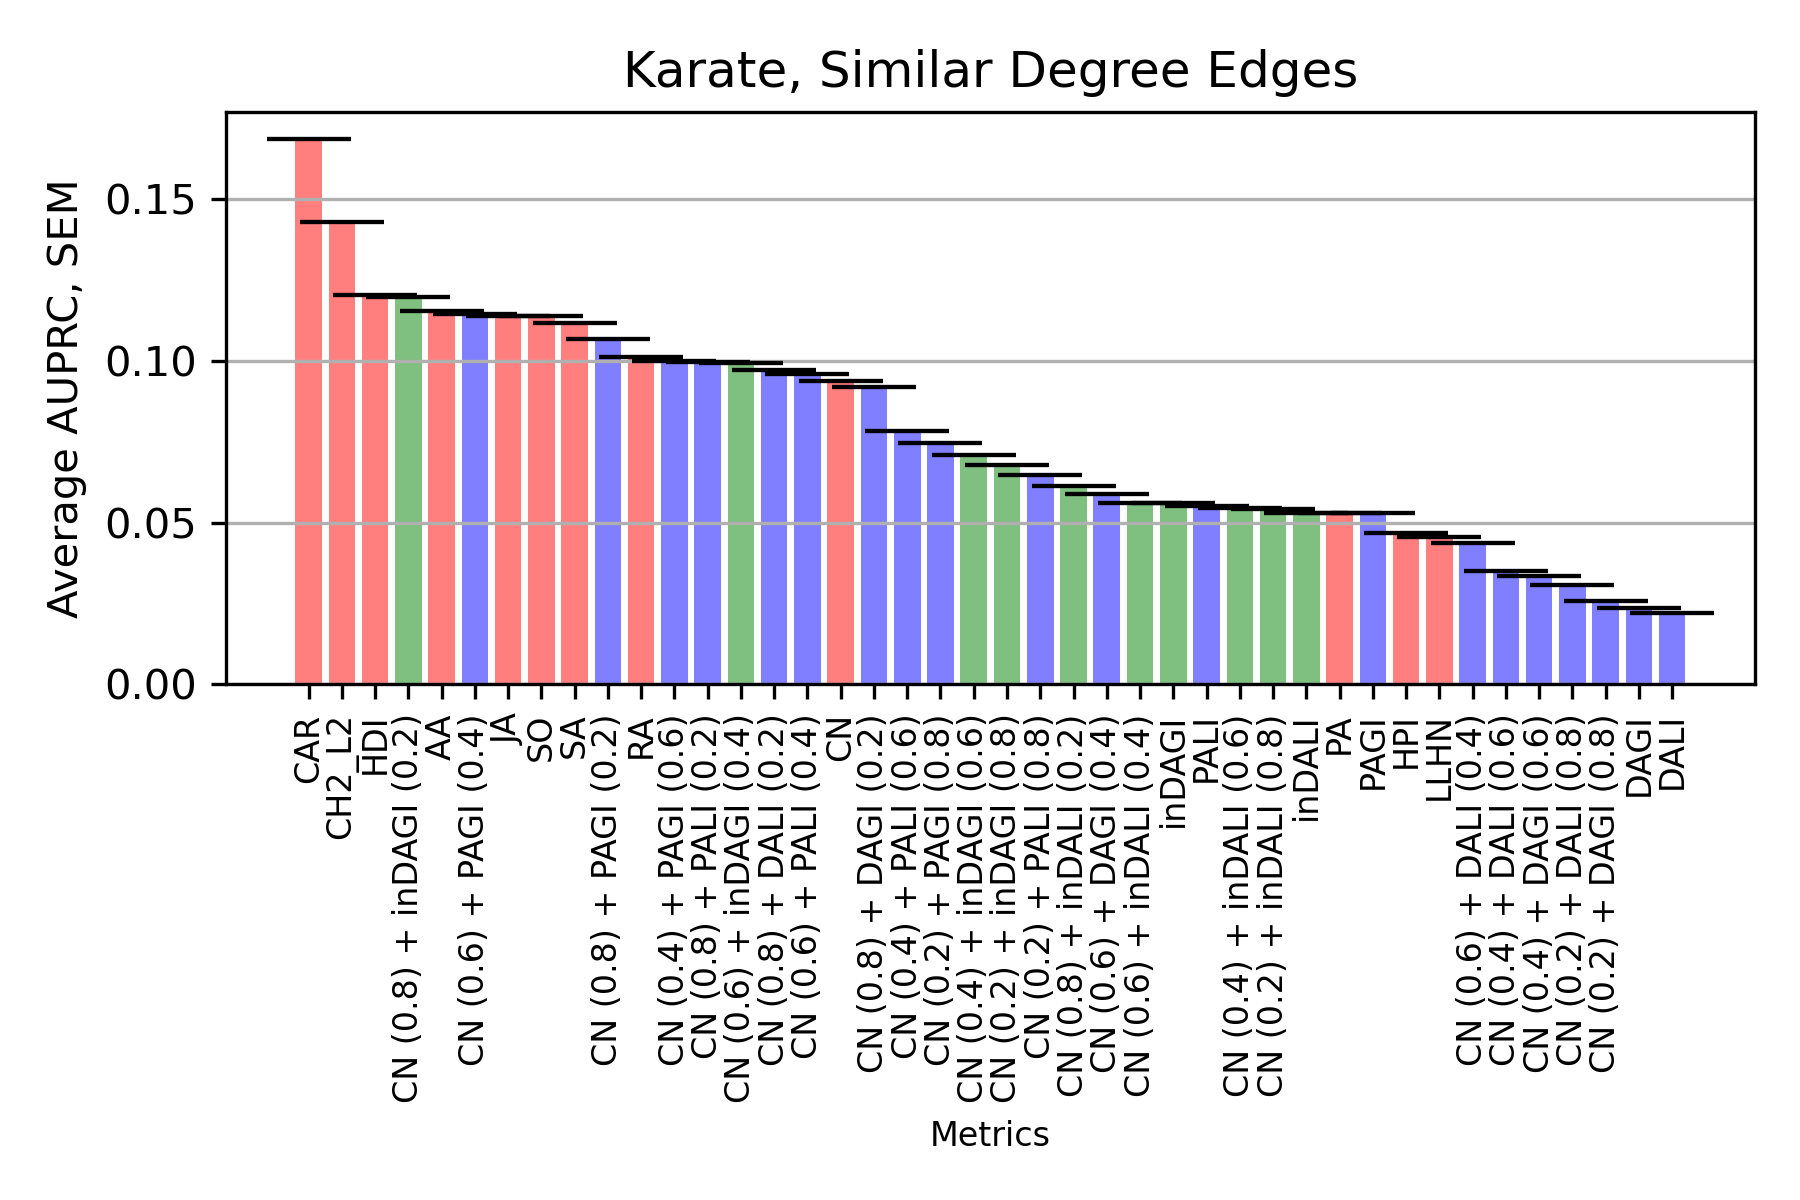 Karate, Similar Degree Edges
Average AUPRC, SEM
0.15
0.10
0.05
0.00
CAR
CH2_L2
HDI
CN (0.8) + inDAGI (0.2)
AA
CN (0.6) + PAGI (0.4)
JA
SO
SA
CN (0.8) + PAGI (0.2)
RA
CN (0.4) + PAGI (0.6)
CN (0.8) + PALI (0.2)
CN (0.6) + inDAGI (0.4)
CN (0.8) + DALI (0.2)
CN (0.6) + PALI (0.4)
CN
CN (0.8) + DAGI (0.2)
CN (0.4) + PALI (0.6)
CN (0.2) + PAGI (0.8)
CN (0.4) + inDAGI (0.6)
CN (0.2) + inDAGI (0.8)
CN (0.2) + PALI (0.8)
CN (0.8) + inDALI (0.2)
CN (0.6) + DAGI (0.4)
CN (0.6) + inDALI (0.4)
inDAGI
PALI
CN (0.4) + inDALI (0.6)
CN (0.2) + inDALI (0.8)
inDALI
PA
PAGI
HPI
LLHN
CN (0.6) + DALI (0.4)
CN (0.4) + DALI (0.6)
CN (0.4) + DAGI (0.6)
CN (0.2) + DALI (0.8)
CN (0.2) + DAGI (0.8)
DAGI
DALI
Metrics